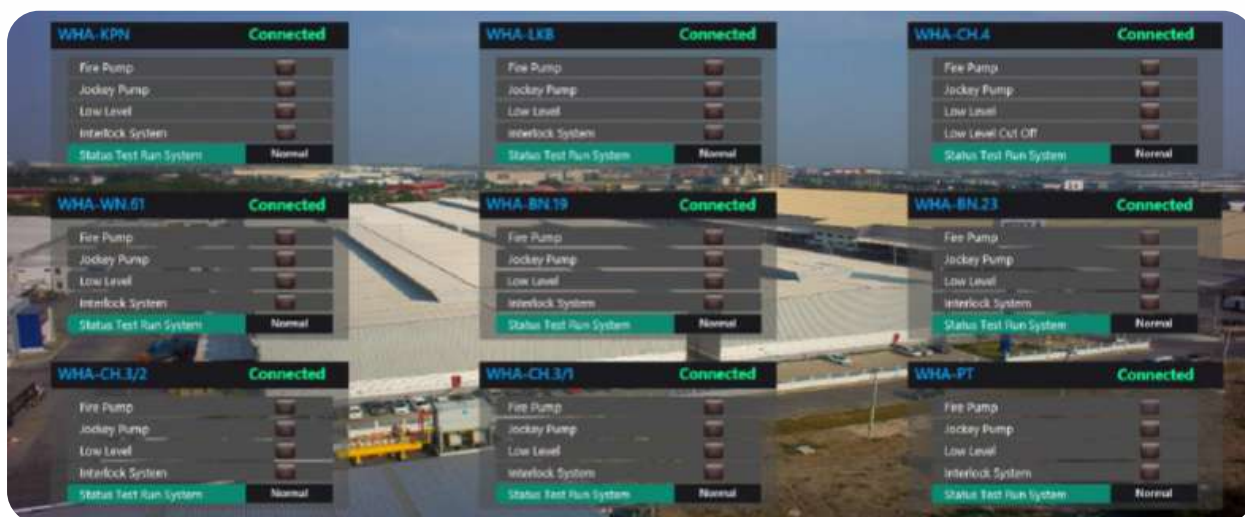 WHA-KPN Connected
Fire Pump
Jockey Pump
Low Level
Interlock System
Status Test Run System Normal
WHA-LKB Connected
Fire Pump
Jockey Pump
Low Level
Interlock System
Status Test Run System Normal
WHA-CH.4 Connected
Fire Pump
Jockey Pump
Low Level
Low Level Cut Off
Status Test Run System Normal
WHA-WN.61 Connected
Fire Pump
Jockey Pump
Low Level
Interlock System
Status Test Run System Normal
WHA-BN.19 Connected
Fire Pump
Jockey Pump
Low Level
Interlock System
Status Test Run System Normal
WHA-BN.23 Connected
Fire Pump
Jockey Pump
Low Level
Interlock System
Status Test Run System Normal
WHA-CH.3/2 Connected
Fire Pump
Jockey Pump
Low Level
Interlock System
Status Test Run System Normal
WHA-CH.3/1 Connected
Fire Pump
Jockey Pump
Low Level
Interlock System
Status Test Run System Normal
WHA-PT Connected
Fire Pump
Jockey Pump
Low Level
Interlock System
Status Test Run System Normal